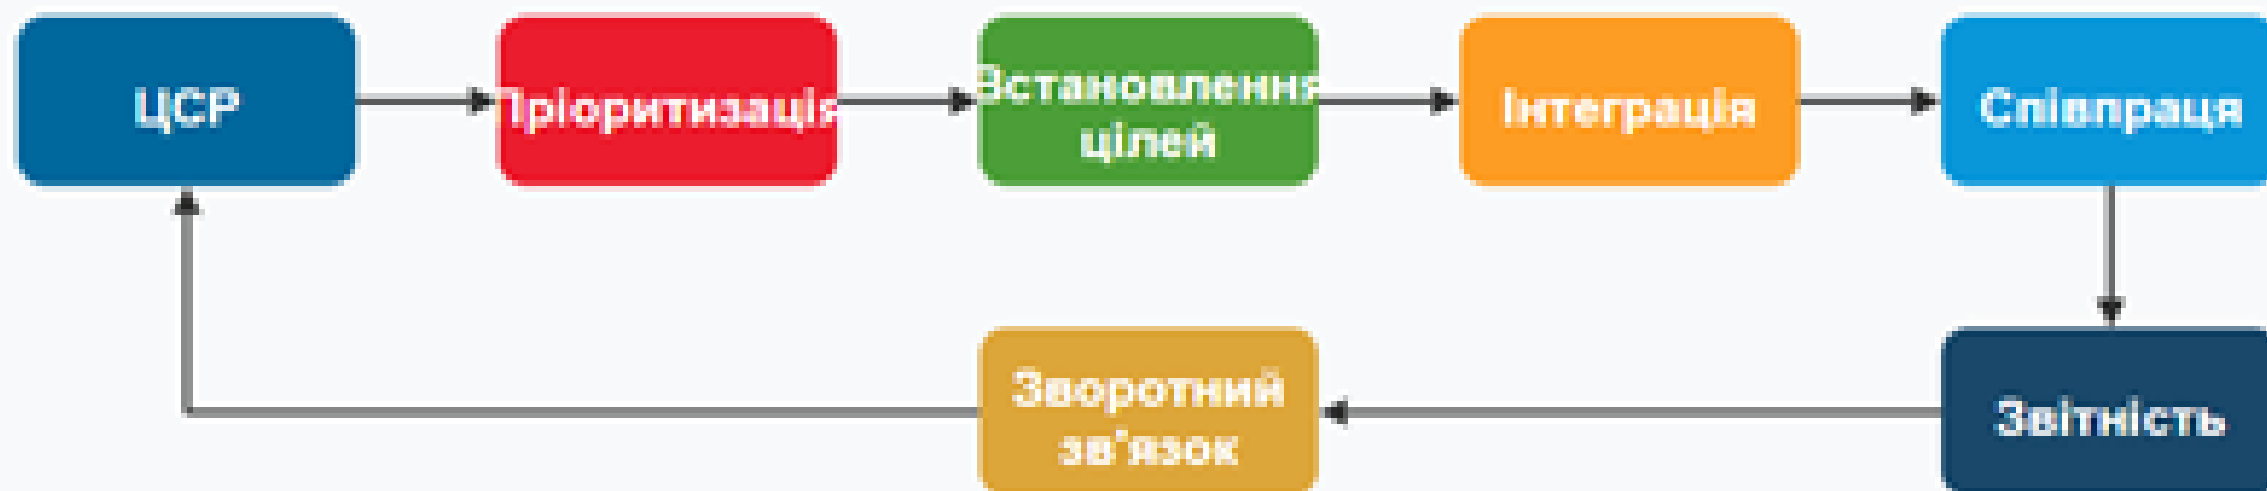 ЦСР
Пріоритизація
Встановлення
цілей
Інтеграція
Співпраця
Зворотний
зв'язок
Звітність